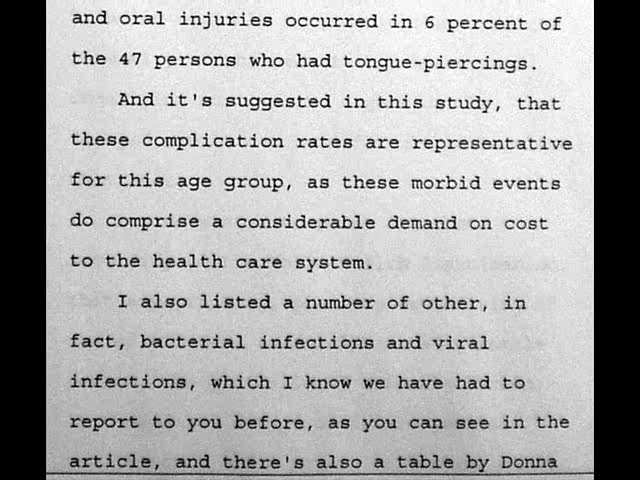 and oral injuries occurred in 6 percent of
the 47 persons who had tongue-piercings.
And it's suggested in this study, that
these complication rates are representative
for this age group, as these morbid events
do comprise a considerable demand on cost
to the health care system.
I also listed a number of other, in
fact, bacterial infections and viral
infections, which I know we have had to
report to you before, as you can see in the
article, and there's also a table by Donna